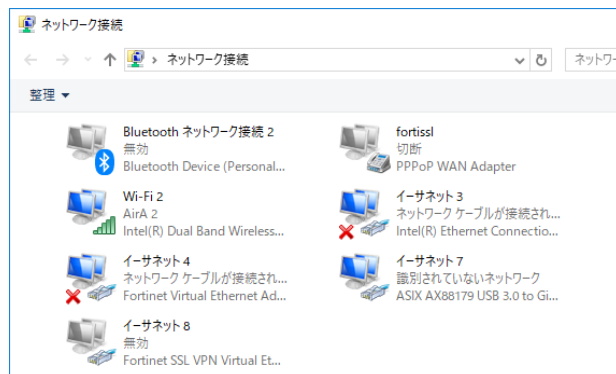 ネットワーク接続
ネットワーク接続
ネットワー
整理
Bluetooth ネットワーク接続 2
無効
Bluetooth Device (Personal...
fortissl
切断
PPPoP WAN Adapter
Wi-Fi 2
AirA 2
Intel(R) Dual Band Wireless...
イーサネット 3
ネットワーク ケーブルが接続され...
Intel(R) Ethernet Connectio...
イーサネット 4
ネットワーク ケーブルが接続され...
Fortinet Virtual Ethernet Ad...
イーサネット 7
識別されていないネットワーク
ASIX AX88179 USB 3.0 to Gi...
イーサネット 8
無効
Fortinet SSL VPN Virtual Et...